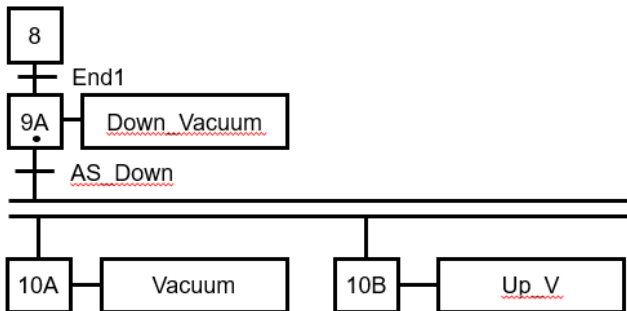 8
End1
9A
Down_Vacuum
AS_Down
10A
Vacuum
10B
Up_V